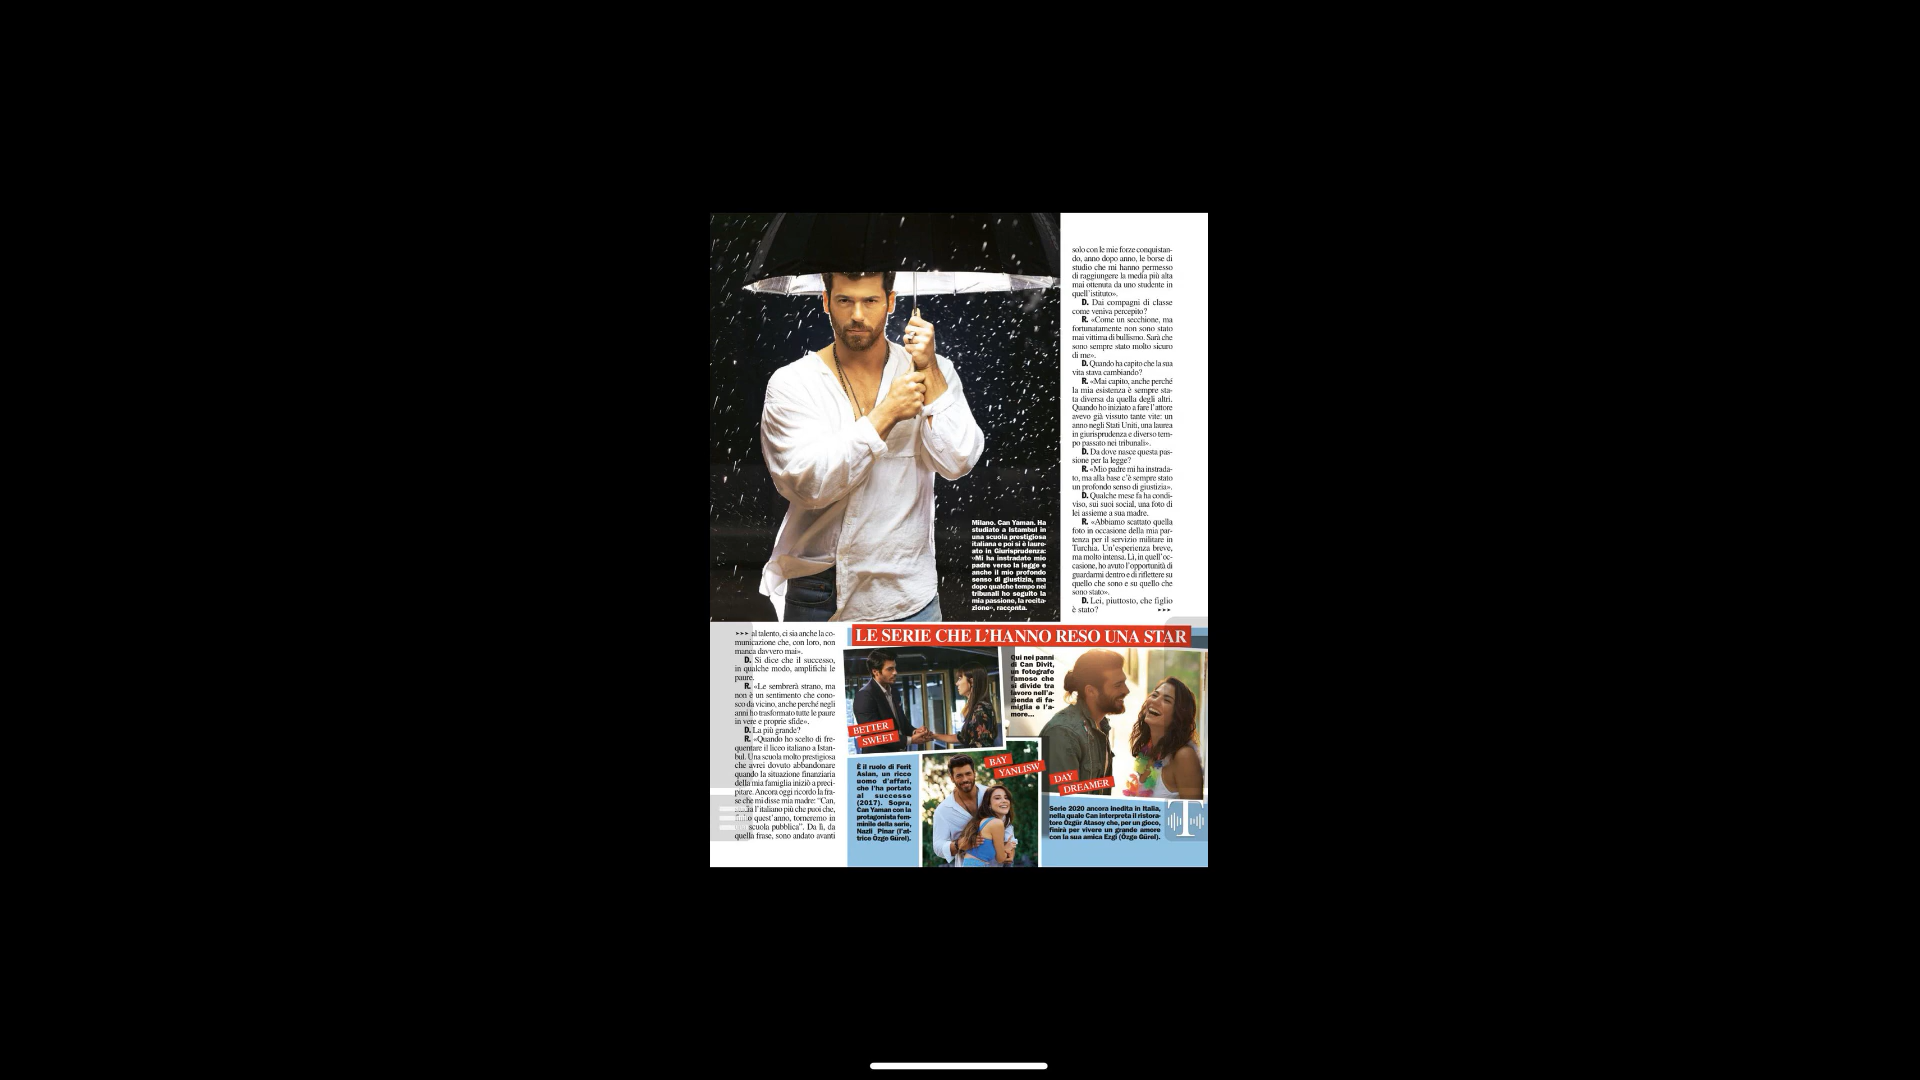 Milano. Can Yaman. Ha
studiato a Istanbul in
una scuola prestigiosa
italiana e poi si è laure-
ato in Giurisprudenza:
«Mi ha instradato mio
padre verso la legge e
anche il mio profondo
senso di giustizia, ma
dopo qualche tempo nei
tribunali ho seguito la
mia passione, la recita-
zione», racconta.
al talento, ci sia anche la co-
municazione che, con loro, non
manca davvero mai».
D. Si dice che il successo,
in qualche modo, amplifichi le
paure.
R. «Le sembrerà strano, ma
non è un sentimento che cono-
sco da vicino, anche perché negli
anni ho trasformato tutte le paure
in vere e proprie sfide».
D. La più grande?
R. «Quando ho scelto di fre-
quentare il liceo italiano a Istan-
bul. Una scuola molto prestigiosa
che avrei dovuto abbandonare
quando la situazione finanziaria
della mia famiglia iniziò a preci-
pitare. Ancora oggi ricordo la fra-
se che mi disse mia madre: “Can,
l’italiano più che puoi che,
quest’anno, torneremo in
scuola pubblica”. Da lì, da
quella frase, sono andato avanti
solo con le mie forze conquistan-
do, anno dopo anno, le borse di
studio che mi hanno permesso
di raggiungere la media più alta
mai ottenuta da uno studente in
quell’istituto».
D. Dai compagni di classe
come veniva percepito?
R. «Come un secchione, ma
fortunatamente non sono stato
mai vittima di bullismo. Sarà che
sono sempre stato molto sicuro
di me».
D. Quando ha capito che la sua
vita stava cambiando?
R. «Mai capito, anche perché
la mia esistenza è sempre sta-
ta diversa da quella degli altri.
Quando ho iniziato a fare l’attore
avevo già vissuto tante vite: un
anno negli Stati Uniti, una laurea
in giurisprudenza e diverso tem-
po passato nei tribunali».
D. Da dove nasce questa pas-
sione per la legge?
R. «Mio padre mi ha instrada-
to, ma alla base c’è sempre stato
un profondo senso di giustizia».
D. Qualche mese fa ha condi-
viso, sui suoi social, una foto di
lei assieme a sua madre.
R. «Abbiamo scattato quella
foto in occasione della mia par-
tenza per il servizio militare in
Turchia. Un’esperienza breve,
ma molto intensa. Lì, in quell’oc-
casione, ho avuto l’opportunità di
guardarmi dentro e di riflettere su
quello che sono e su quello che
sono stato».
D. Lei, piuttosto, che figlio
è stato?
LE SERIE CHE L’HANNO RESO UNA STAR
BETTER
SWEET
È il ruolo di Ferit
Aslan, un ricco
uomo d’affari,
che l’ha portato
al successo
(2017). Sopra,
Can Yaman con la
protagonista fem-
minile della serie,
Nazli Pinar (l’at-
trice Özge Gürel).
Qui nei panni
di Can Divit,
un fotografo
famoso che
si divide tra
lavoro nell’a-
zienda di fa-
miglia e l’a-
more...
DAY
DREAMER
BAY
YANLISW
Serie 2020 ancora inedita in Italia,
nella quale Can interpreta il ristora-
tore Özgür Atasoy che, per un gioco,
finirà per vivere un grande amore
con la sua amica Ezgi (Özge Gürel).
T